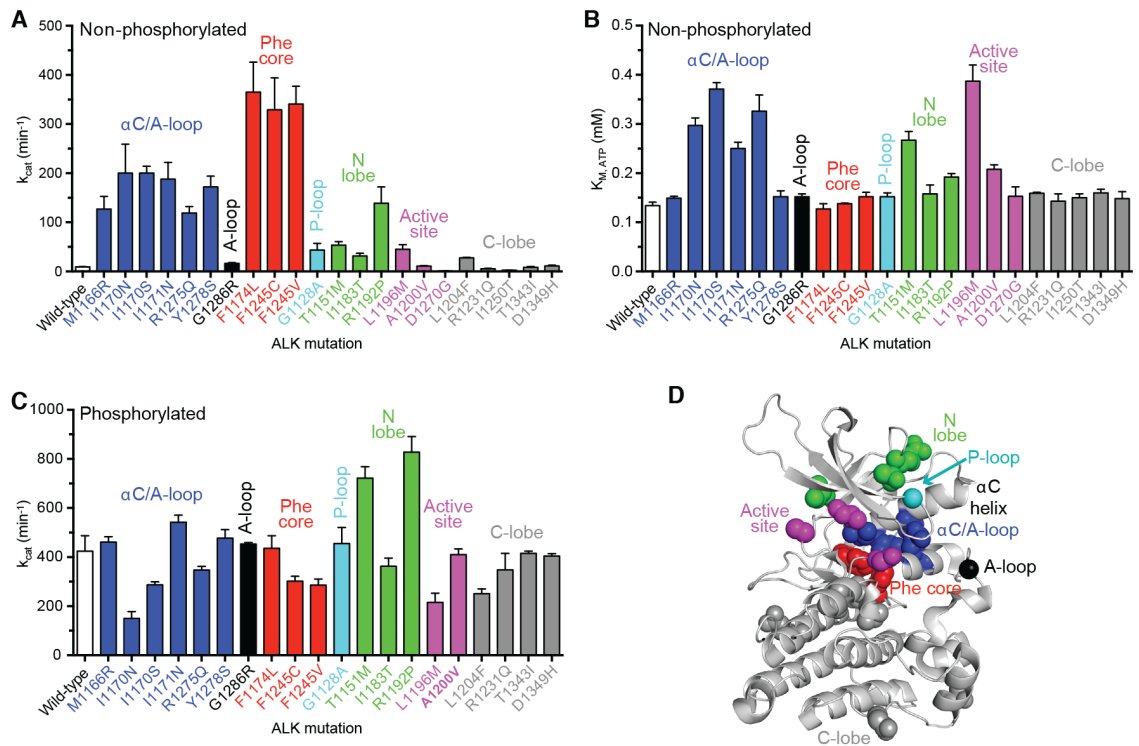 A
Non-phosphorylated
500
400
300
200
100
0
kcat (min-1)
αC/A-loop
A-loop
Phe
core
P-loop
N
lobe
Active
site
C-lobe
Wild-type
M1166R
I1170N
I1170S
I1171N
R1275Q
Y1278S
G1286R
F1174L
F1245C
F1245V
G1128A
T1151M
I1183T
R1192P
L1196M
A1200V
D1270G
L1204F
R1231Q
I1250T
T1343I
D1349H
ALK mutation
B
Non-phosphorylated
0.5
0.4
0.3
0.2
0.1
0.0
KM, ATP (mM)
αC/A-loop
A-loop
Phe
core
P-loop
N
lobe
Active
site
C-lobe
Wild-type
M1166R
I1170N
I1170S
I1171N
R1275Q
Y1278S
G1286R
F1174L
F1245C
F1245V
G1128A
T1151M
I1183T
R1192P
L1196M
A1200V
D1270G
L1204F
R1231Q
I1250T
T1343I
D1349H
ALK mutation
C
Phosphorylated
1000
800
600
400
200
0
kcat (min-1)
αC/A-loop
A-loop
Phe
core
P-loop
N
lobe
Active
site
C-lobe
Wild-type
M1166R
I1170N
I1170S
I1171N
R1275Q
Y1278S
G1286R
F1174L
F1245C
F1245V
G1128A
T1151M
I1183T
R1192P
L1196M
A1200V
L1204F
R1231Q
T1343I
D1349H
ALK mutation
D
N
lobe
P-loop
αC
helix
Active
site
αC/A-loop
A-loop
Phe core
C-lobe